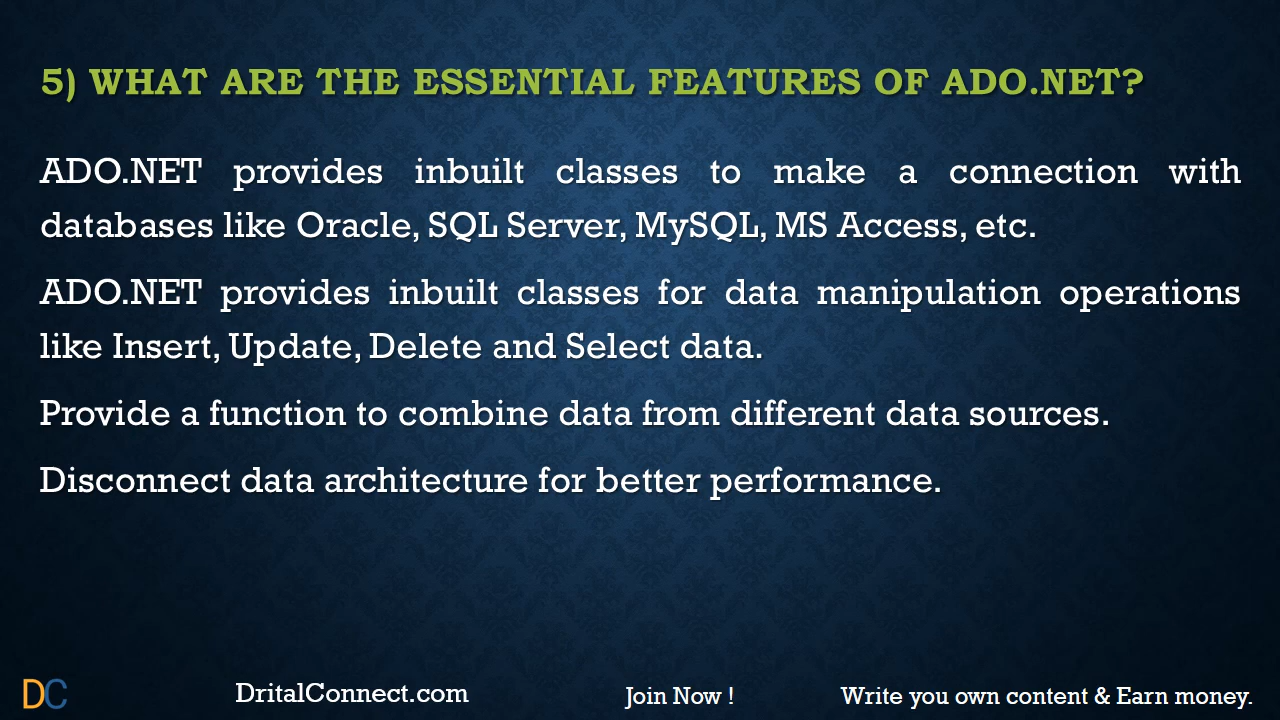 5) WHAT ARE THE ESSENTIAL FEATURES OF ADO.NET?
ADO.NET provides inbuilt classes to make a connection with
databases like Oracle, SQL Server, MySQL, MS Access, etc.
ADO.NET provides inbuilt classes for data manipulation operations
like Insert, Update, Delete and Select data.
Provide a function to combine data from different data sources.
Disconnect data architecture for better performance.
DC
DritalConnect.com
Join Now !
Write you own content & Earn money.